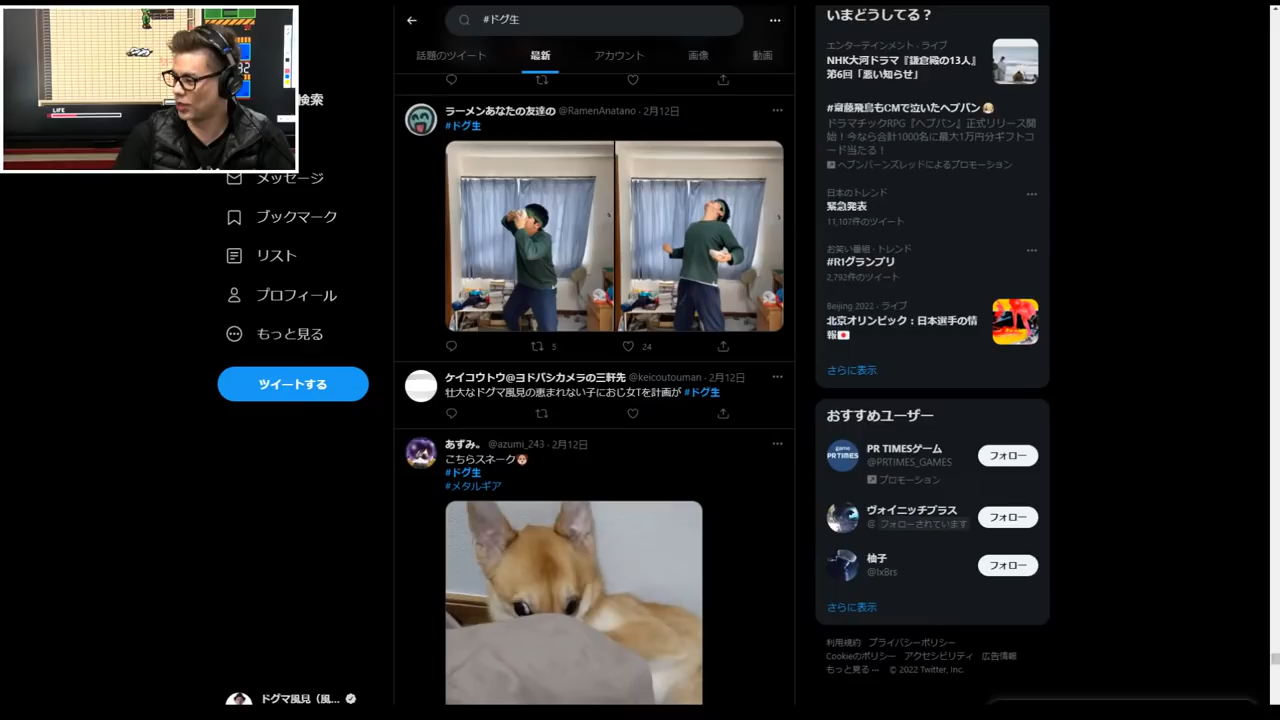 LIFE
検索
メッセージ
ブックマーク
リスト
プロフィール
もっと見る
ツイートする
ドグマ風見（風...
#ドグ生
話題のツイート 最新 アカウント 画像 動画
ラーメンあなたの友達の @RamenAnatano · 2月12日
#ドグ生
5 24
ケイコウトウ@ヨドバシカメラの三軒先 @keicoutouman · 2月12日
壮大なドグマ風見の恵まれない子におじ女Tを計画が #ドグ生
あずみ。 @azumi_243 · 2月12日
こちらスネーク
#ドグ生
#メタルギア
いまどうしてる？
エンターテインメント · ライブ
NHK大河ドラマ『鎌倉殿の13人』
第6回「悪い知らせ」
#齋藤飛鳥もCMで泣いたヘブバン
ドラマチックRPG『ヘブバン』正式リリース開
始！今なら合計1000名に最大1万円分ギフトコ
ード当たる！
ヘブンバーンズレッドによるプロモーション
日本のトレンド
緊急発表
11,107件のツイート
お笑い番組 · トレンド
#R1グランプリ
2,792件のツイート
Beijing 2022 · ライブ
北京オリンピック：日本選手の情
報
さらに表示
おすすめユーザー
PR TIMESゲーム
@PRTIMES_GAMES
プロモーション
フォロー
ヴォイニッチプラス
@ フォローされています
フォロー
柚子
@lxBrs
フォロー
さらに表示
利用規約 プライバシーポリシー
Cookieのポリシー アクセシビリティ 広告情報
もっと見る ··· © 2022 Twitter, Inc.